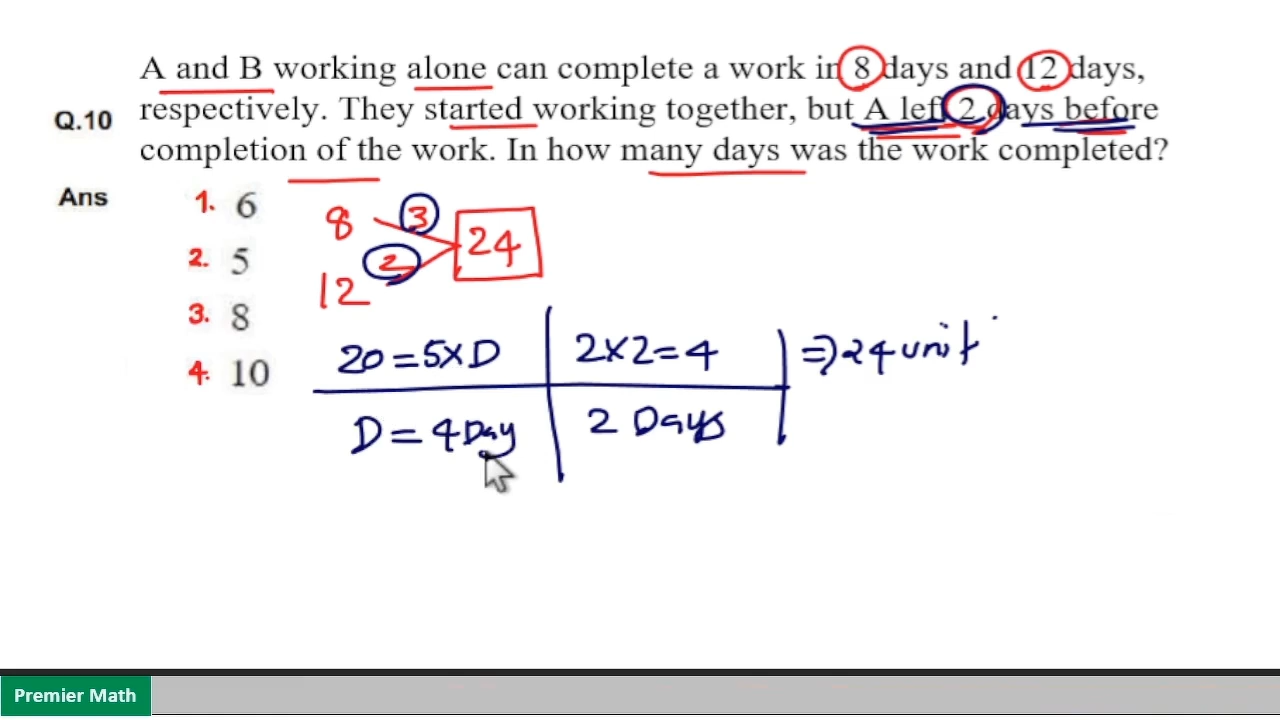 A and B working alone can complete a work in 8 days and 12 days,
Q.10 respectively. They started working together, but A left 2 days before
completion of the work. In how many days was the work completed?
Ans
1. 6
2. 5
3. 8
4. 10
8 3
24
2
12
20=5×D 2×2=4 ⇒24 unit
D=4Day 2 Days
Premier Math